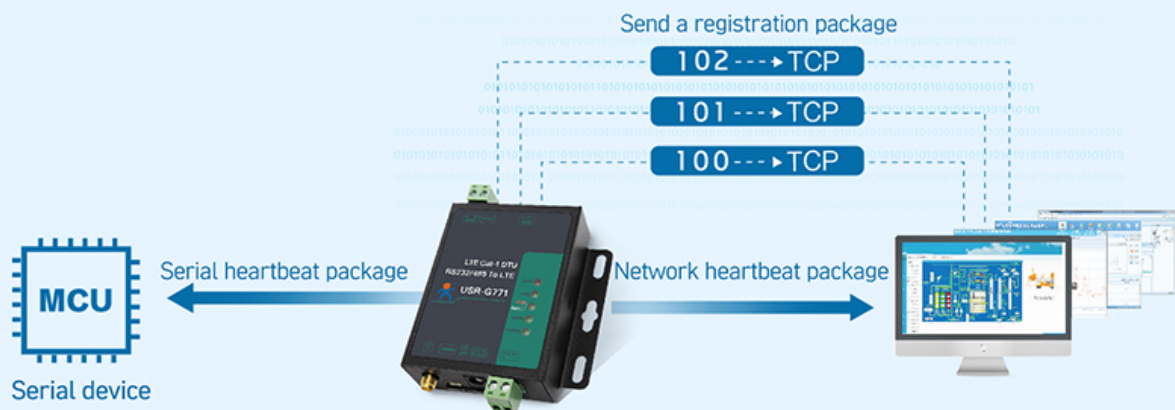 Send a registration package
102----▸TCP
101----▸TCP
100---▸TCP
LTE Cat-1 DTU
RS232/485 To LTE
USR-G771
Serial heartbeat package
Network heartbeat package
MCU
Serial device